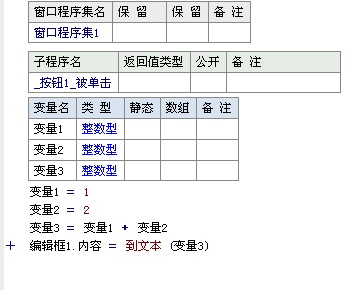 窗口程序集名 保 留 保 留 备 注
窗口程序集1
子程序名 返回值类型 公开 备 注
_按钮1_被单击
变量名 类 型 静态 数组 备 注
变量1 整数型
变量2 整数型
变量3 整数型
变量1 = 1
变量2 = 2
变量3 = 变量1 + 变量2
+ 编辑框1.内容 = 到文本 (变量3)